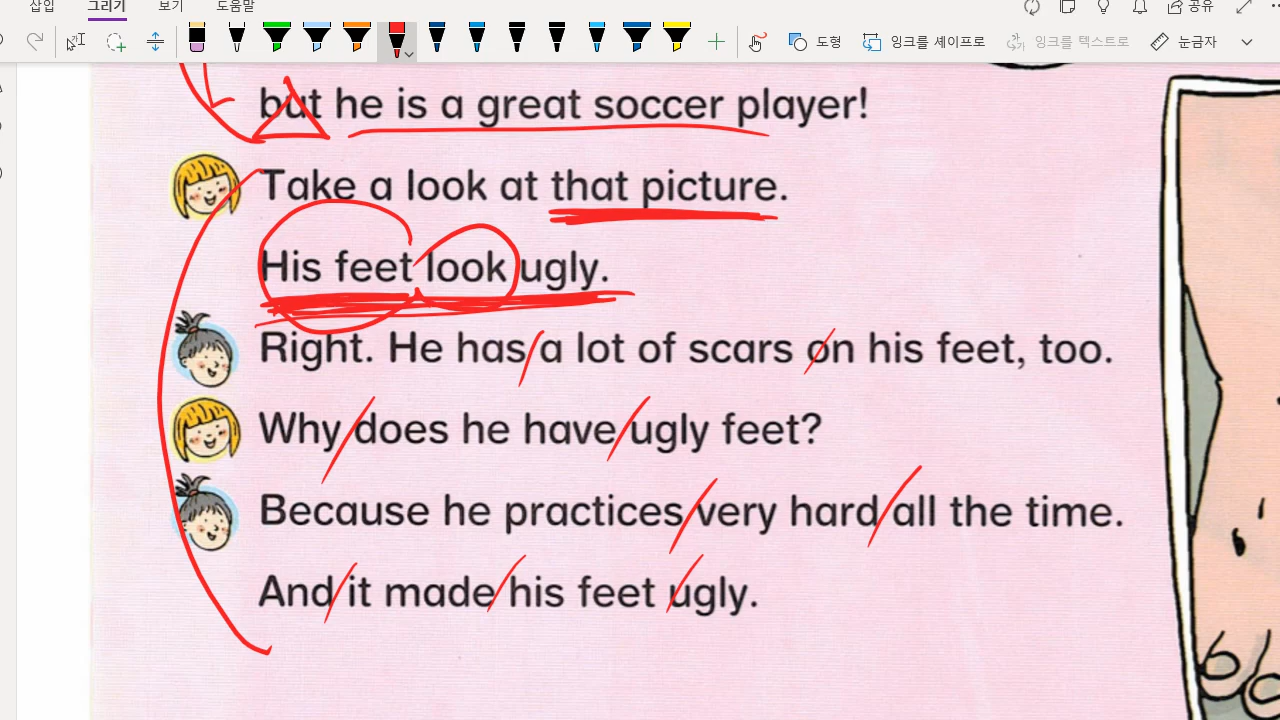 삽입 그리기 보기 도움말 공유
도형 잉크를 셰이프로 잉크를 텍스트로 눈금자
but he is a great soccer player!
Take a look at that picture.
His feet look ugly.
Right. He has a lot of scars on his feet, too.
Why does he have ugly feet?
Because he practices very hard all the time.
And it made his feet ugly.